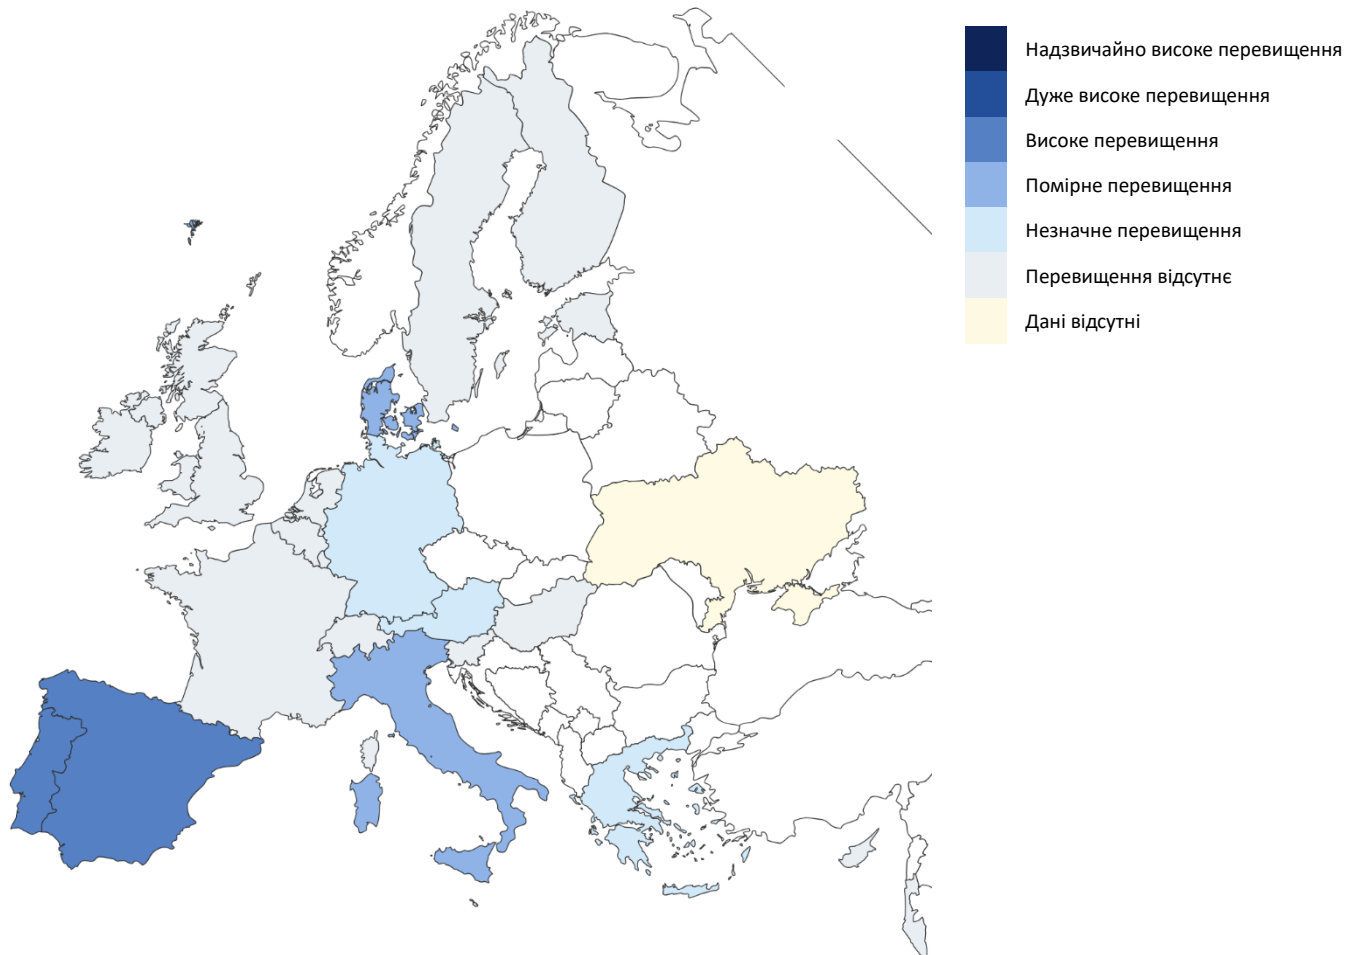 Надзвичайно високе перевищення
Дуже високе перевищення
Високе перевищення
Помірне перевищення
Незначне перевищення
Перевищення відсутнє
Дані відсутні